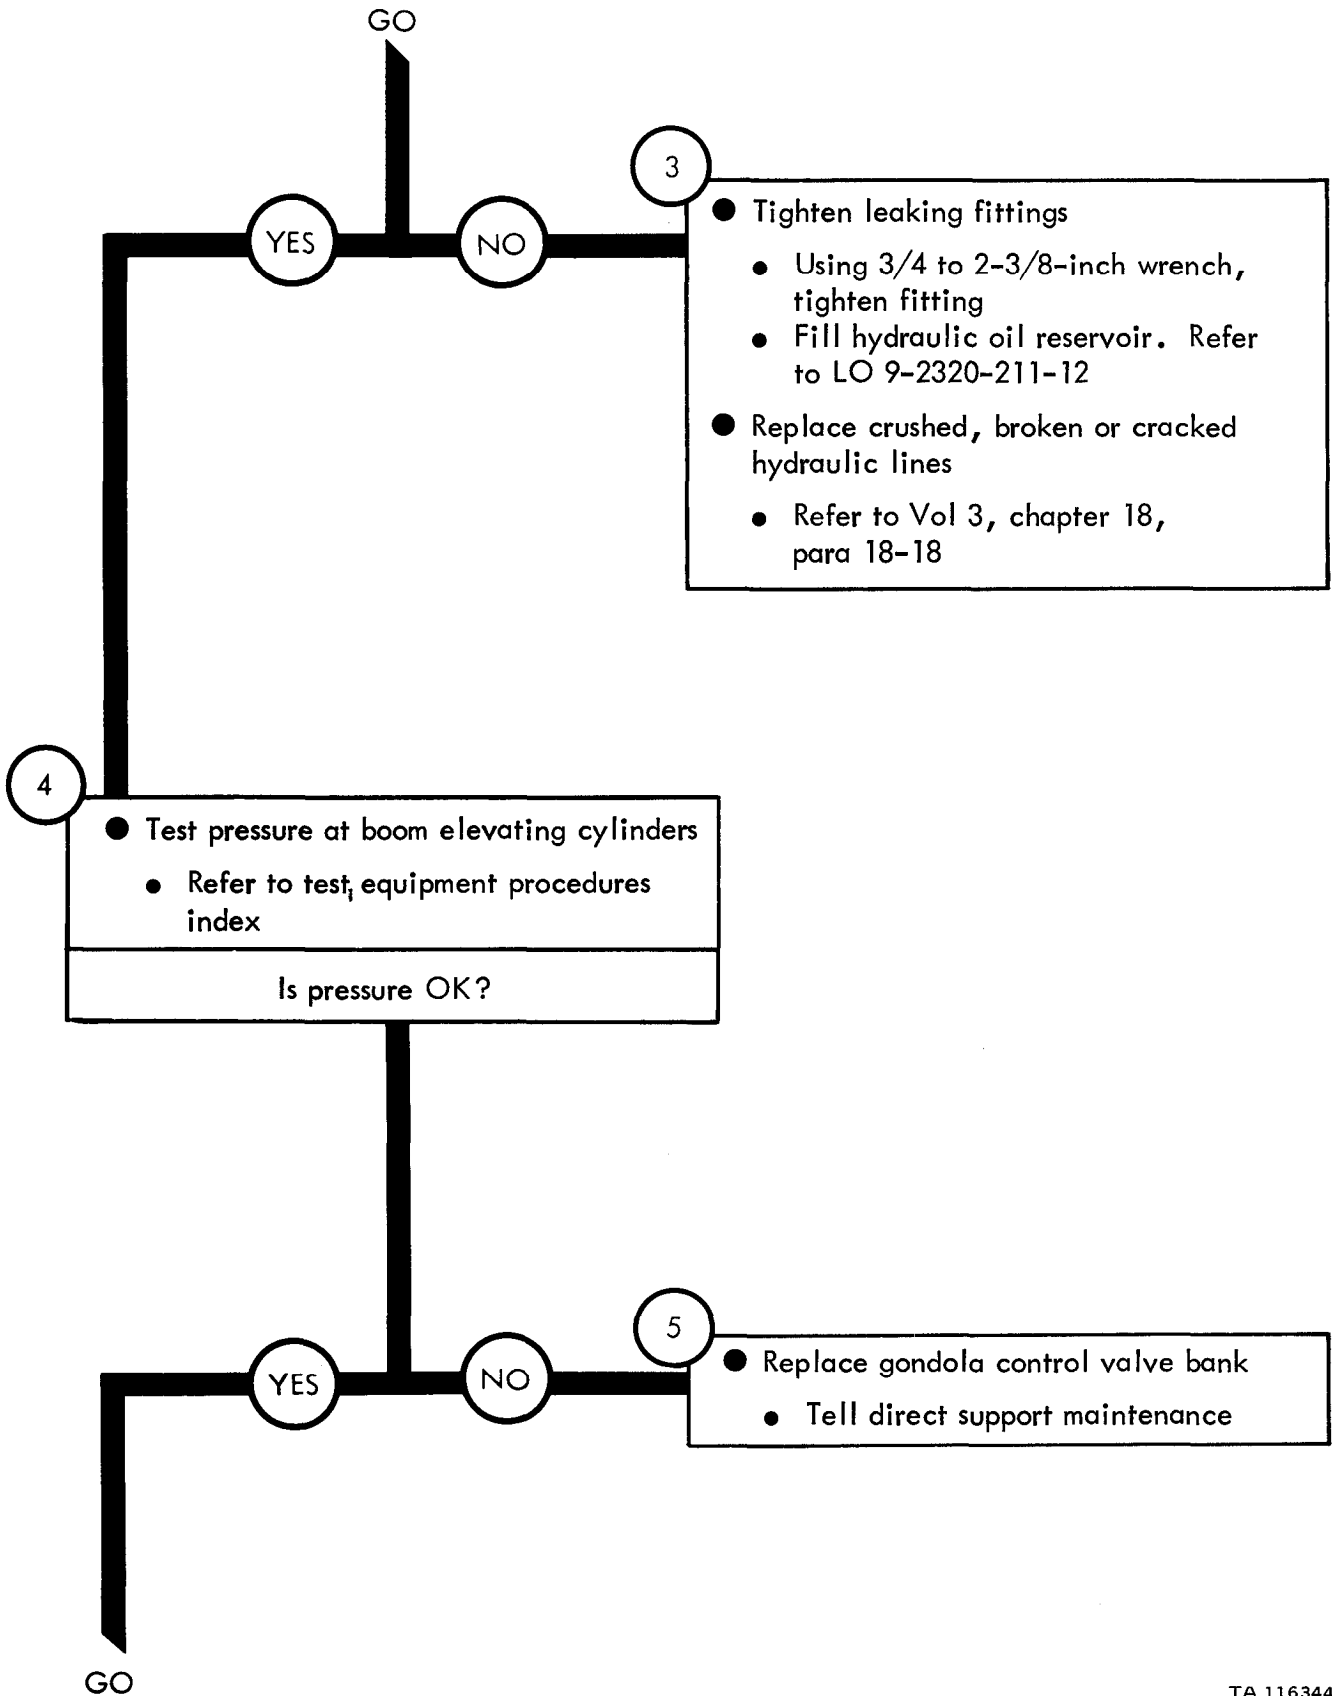 GO
YES
NO
3
● Tighten leaking fittings
● Using 3/4 to 2-3/8-inch wrench,
tighten fitting
● Fill hydraulic oil reservoir. Refer
to LO 9-2320-211-12
● Replace crushed, broken or cracked
hydraulic lines
● Refer to Vol 3, chapter 18,
para 18-18
4
● Test pressure at boom elevating cylinders
● Refer to test, equipment procedures
index
Is pressure OK?
YES
NO
5
● Replace gondola control valve bank
● Tell direct support maintenance
GO
TA 116344